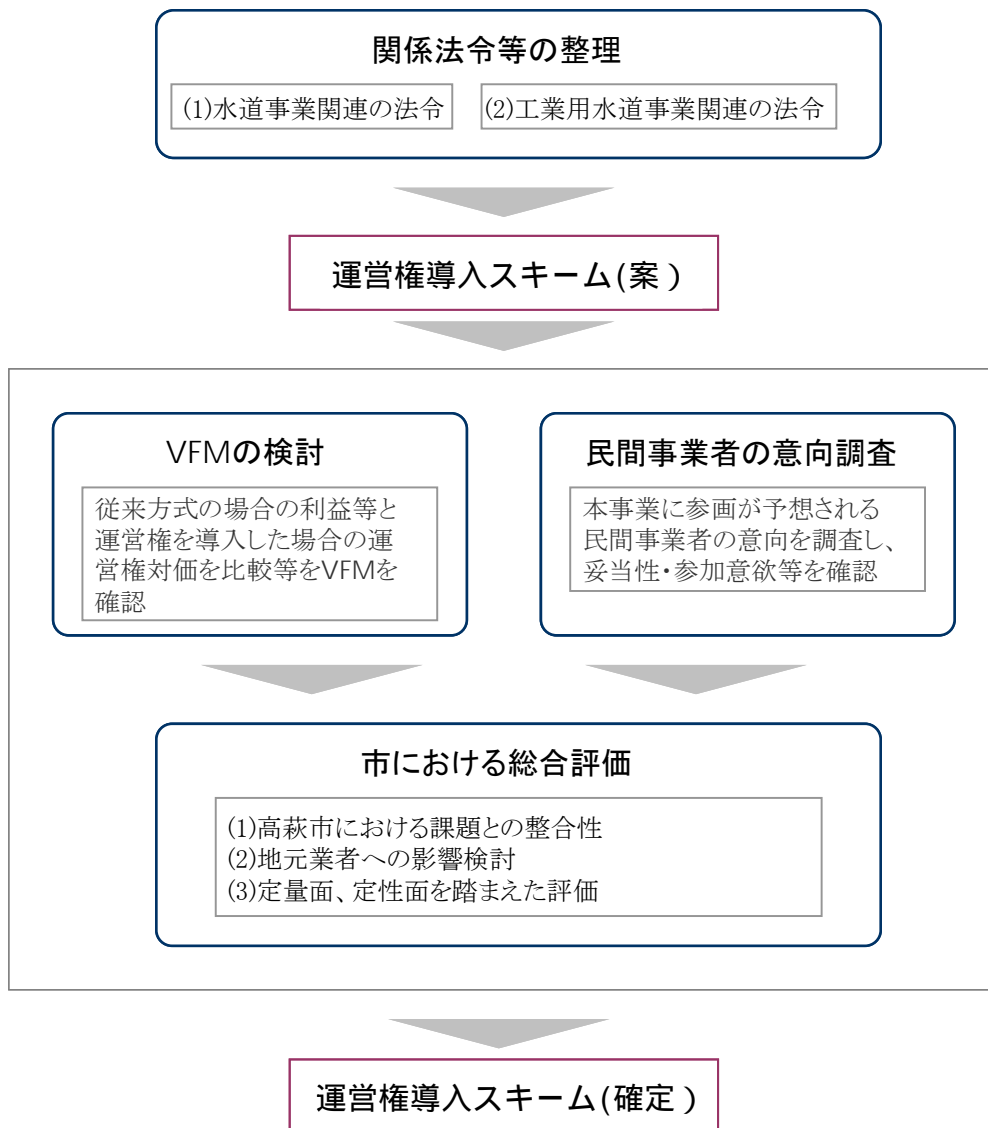 関係法令等の整理
(1)水道事業関連の法令
(2)工業用水道事業関連の法令
運営権導入スキーム(案)
VFMの検討
従来方式の場合の利益等と
運営権を導入した場合の運
営権対価を比較等をVFMを
確認
民間事業者の意向調査
本事業に参画が予想される
民間事業者の意向を調査し、
妥当性・参加意欲等を確認
市における総合評価
(1)高萩市における課題との整合性
(2)地元業者への影響検討
(3)定量面、定性面を踏まえた評価
運営権導入スキーム(確定)